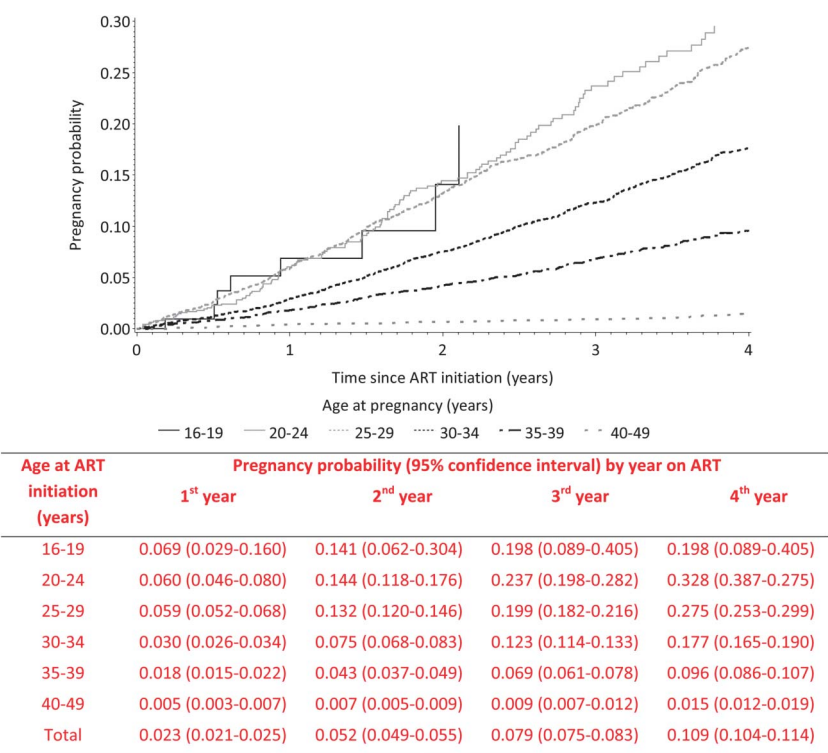 0.30
0.25
0.20
0.15
0.10
0.05
0.00
Pregnancy probability
0 1 2 3 4
Time since ART initiation (years)
Age at pregnancy (years)
16-19 20-24 25-29 30-34 35-39 40-49
Age at ART initiation (years)
Pregnancy probability (95% confidence interval) by year on ART
1st year 2nd year 3rd year 4th year
16-19 0.069 (0.029-0.160) 0.141 (0.062-0.304) 0.198 (0.089-0.405) 0.198 (0.089-0.405)
20-24 0.060 (0.046-0.080) 0.144 (0.118-0.176) 0.237 (0.198-0.282) 0.328 (0.387-0.275)
25-29 0.059 (0.052-0.068) 0.132 (0.120-0.146) 0.199 (0.182-0.216) 0.275 (0.253-0.299)
30-34 0.030 (0.026-0.034) 0.075 (0.068-0.083) 0.123 (0.114-0.133) 0.177 (0.165-0.190)
35-39 0.018 (0.015-0.022) 0.043 (0.037-0.049) 0.069 (0.061-0.078) 0.096 (0.086-0.107)
40-49 0.005 (0.003-0.007) 0.007 (0.005-0.009) 0.009 (0.007-0.012) 0.015 (0.012-0.019)
Total 0.023 (0.021-0.025) 0.052 (0.049-0.055) 0.079 (0.075-0.083) 0.109 (0.104-0.114)